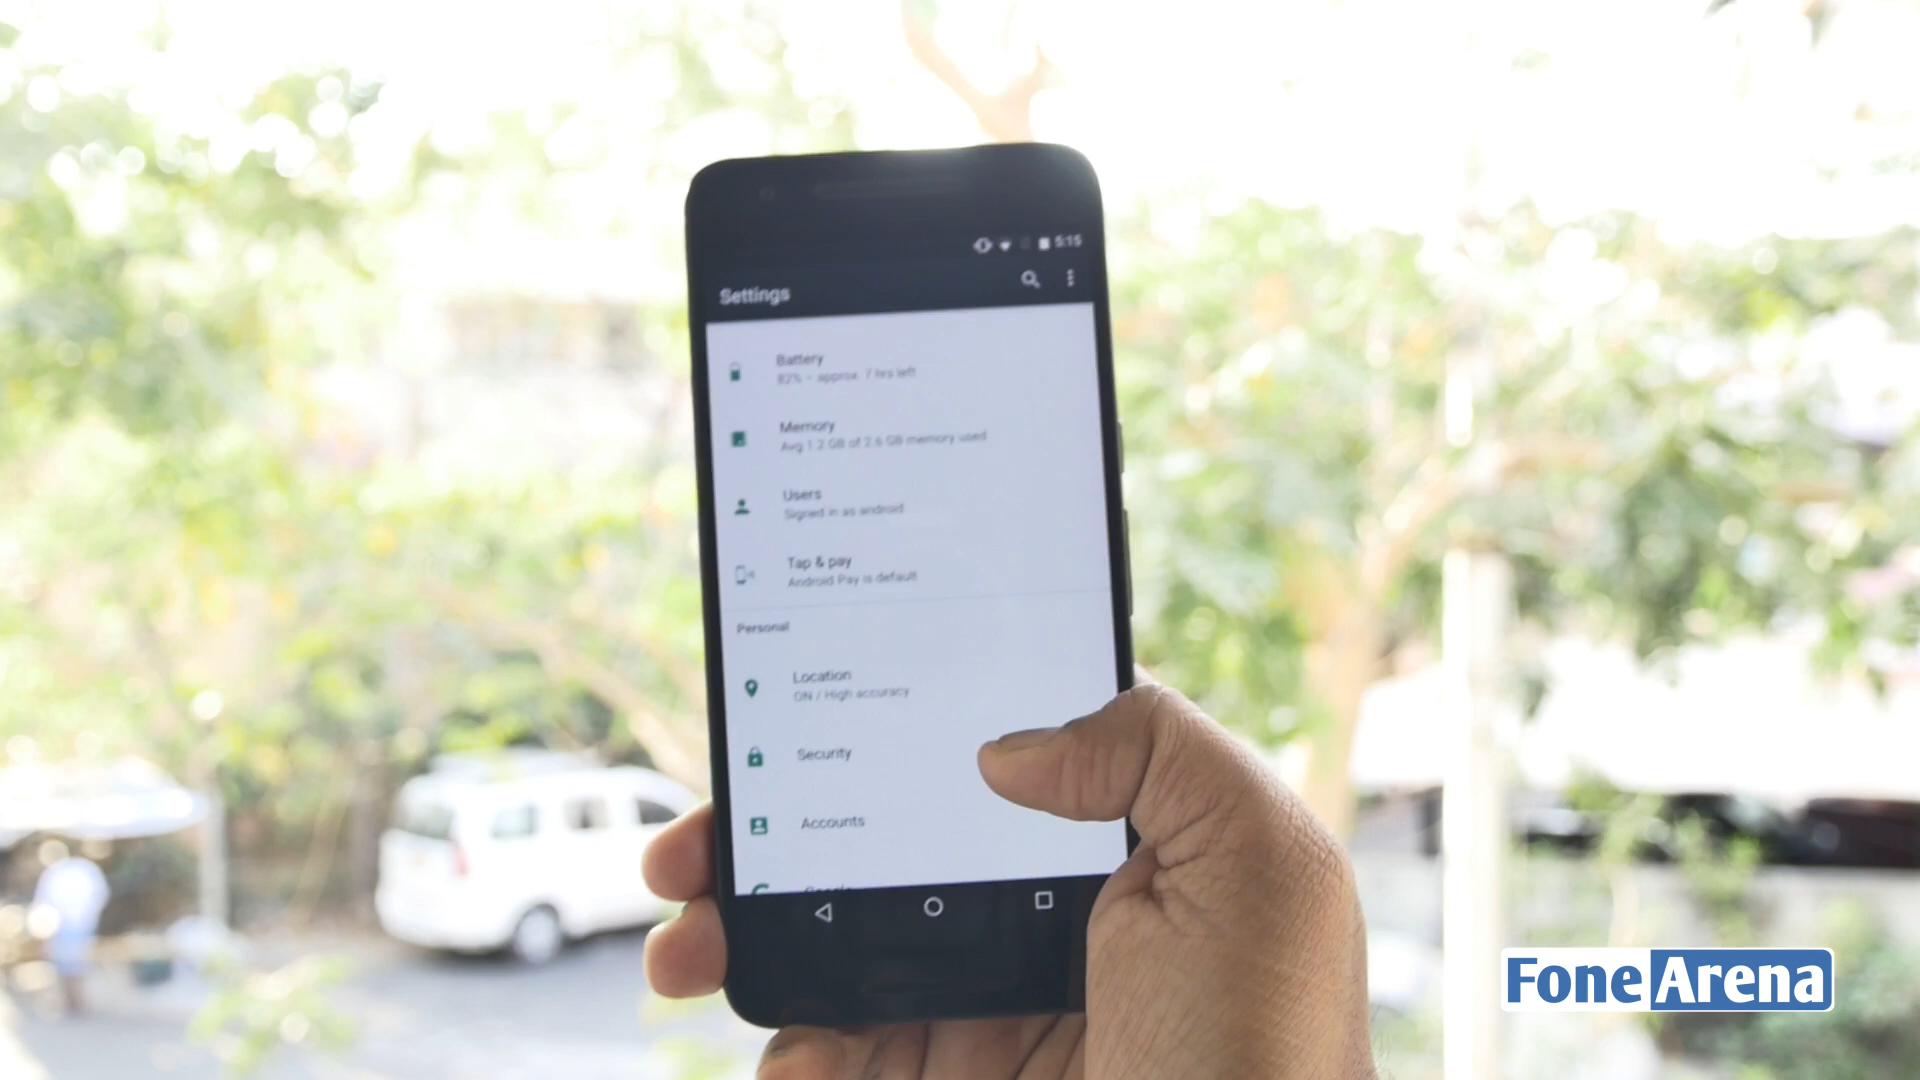 5:15
Settings
Battery
82% – approx. 7 hrs left
Memory
Avg 1.2 GB of 2.6 GB memory used
Users
Signed in as android
Tap & pay
Android Pay is default
Personal
Location
ON / High accuracy
Security
Accounts
Google
FoneArena